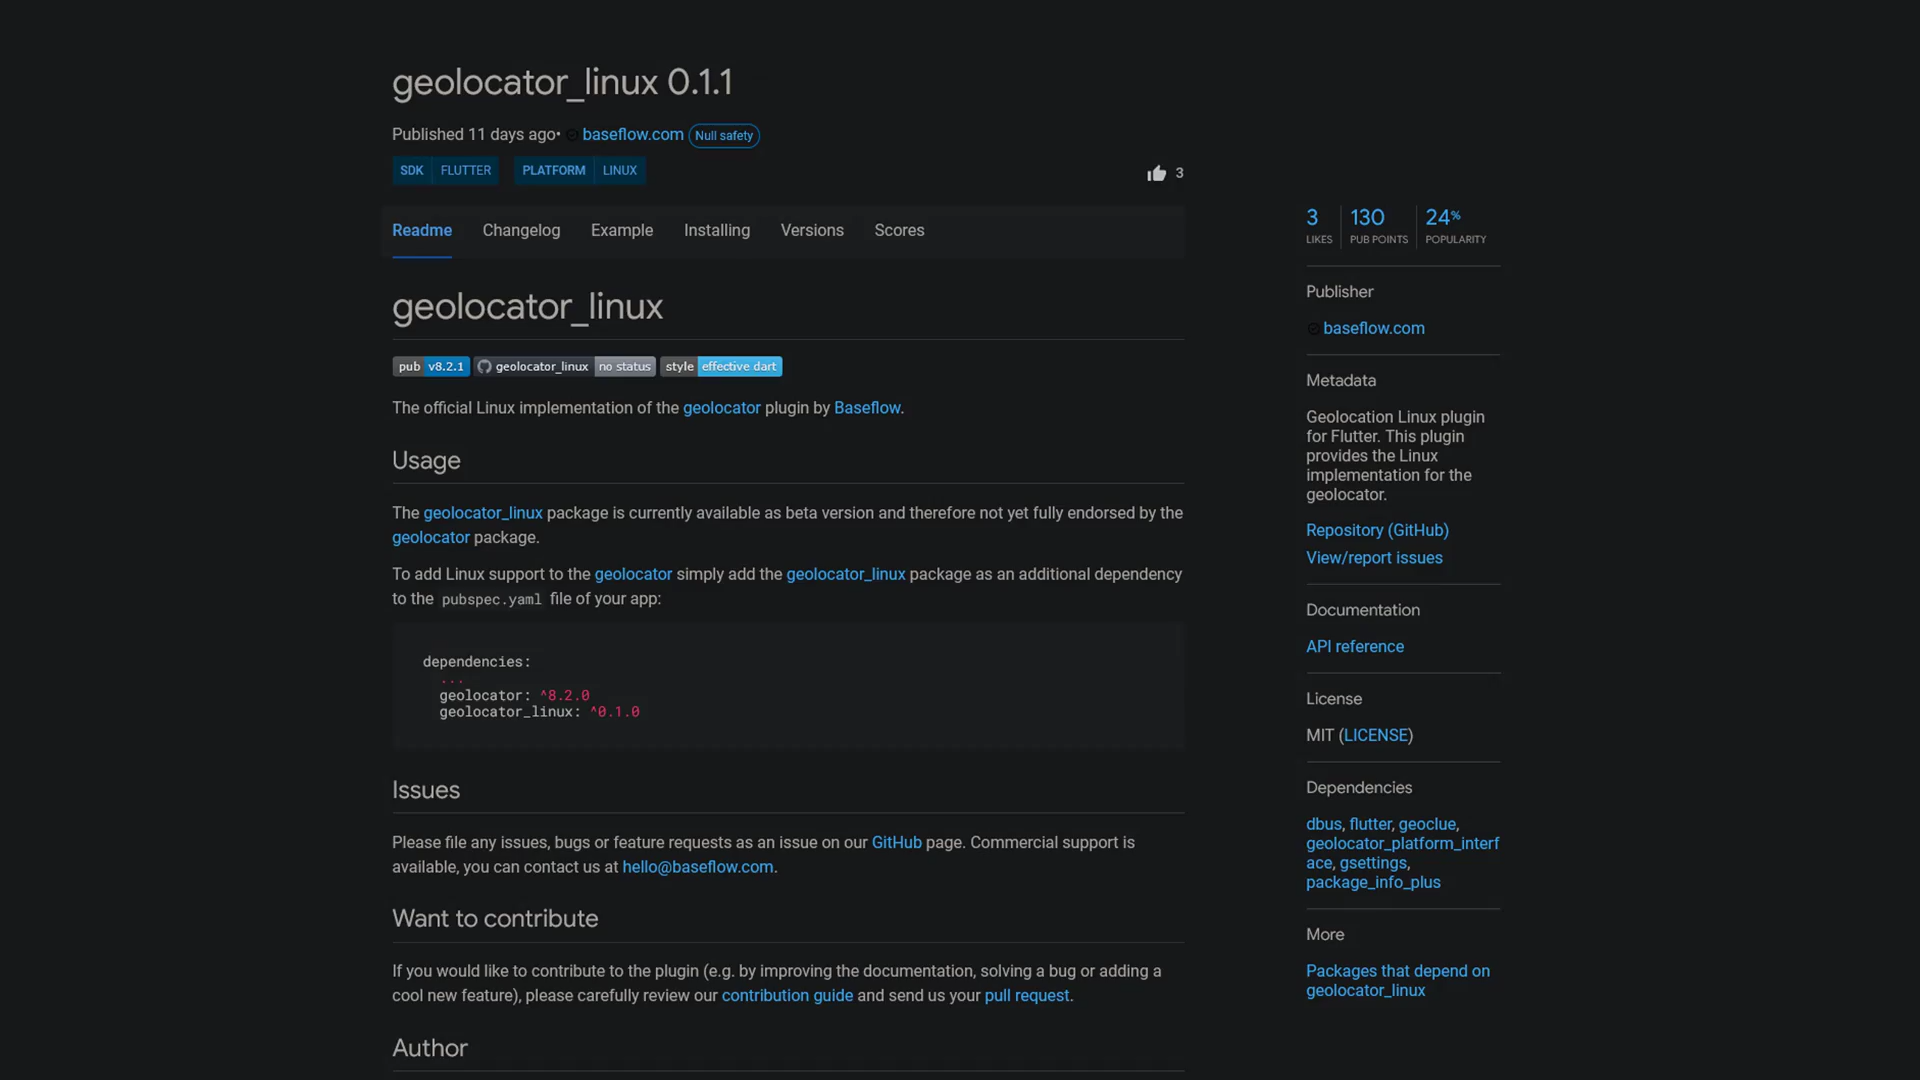 geolocator_linux 0.1.1
Published 11 days ago• baseflow.com Null safety
SDK FLUTTER PLATFORM LINUX
3
Readme Changelog Example Installing Versions Scores
geolocator_linux
pub v8.2.1 geolocator_linux no status style effective dart
The official Linux implementation of the geolocator plugin by Baseflow.
Usage
The geolocator_linux package is currently available as beta version and therefore not yet fully endorsed by the
geolocator package.
To add Linux support to the geolocator simply add the geolocator_linux package as an additional dependency
to the pubspec.yaml file of your app:
dependencies:
...
geolocator: ^8.2.0
geolocator_linux: ^0.1.0
Issues
Please file any issues, bugs or feature requests as an issue on our GitHub page. Commercial support is
available, you can contact us at hello@baseflow.com.
Want to contribute
If you would like to contribute to the plugin (e.g. by improving the documentation, solving a bug or adding a
cool new feature), please carefully review our contribution guide and send us your pull request.
Author
3 130 24%
LIKES PUB POINTS POPULARITY
Publisher
baseflow.com
Metadata
Geolocation Linux plugin
for Flutter. This plugin
provides the Linux
implementation for the
geolocator.
Repository (GitHub)
View/report issues
Documentation
API reference
License
MIT (LICENSE)
Dependencies
dbus, flutter, geoclue,
geolocator_platform_interf
ace, gsettings,
package_info_plus
More
Packages that depend on
geolocator_linux